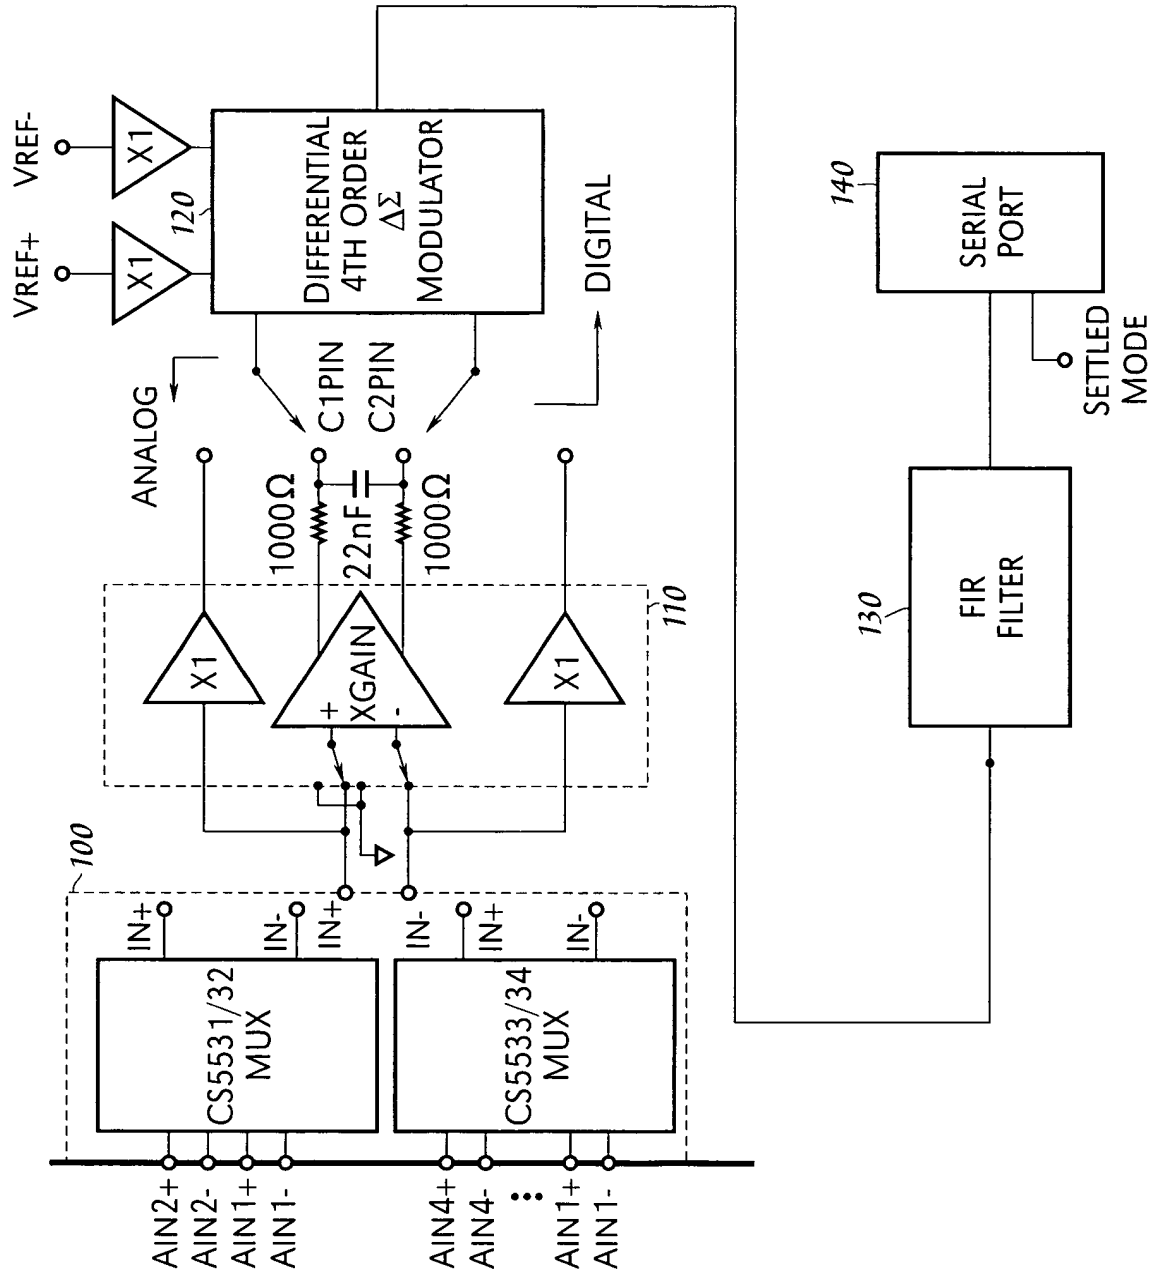 AIN2+
AIN2-
AIN1+
AIN1-
AIN4+
AIN4-
•••
AIN1+
AIN1-
100
CS5531/32
MUX
IN+
IN-
IN+
CS5533/34
MUX
IN-
IN+
IN-
110
X1
+
XGAIN
-
X1
1000Ω
22nF
1000Ω
C1PIN
C2PIN
ANALOG
DIGITAL
VREF+
VREF-
X1
X1
120
DIFFERENTIAL
4TH ORDER
ΔΣ
MODULATOR
130
FIR
FILTER
140
SERIAL
PORT
SETTLED
MODE